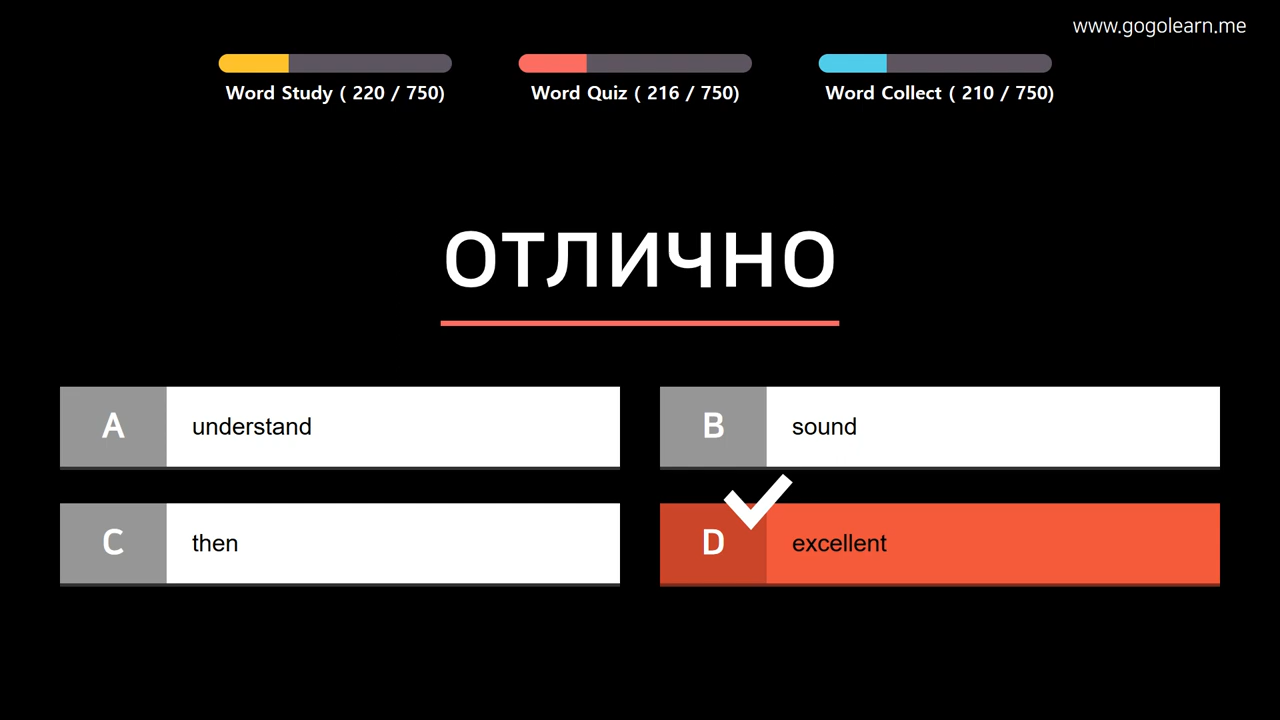 www.gogolearn.me
Word Study ( 220 / 750)
Word Quiz ( 216 / 750)
Word Collect ( 210 / 750)
отлично
A
understand
B
sound
C
then
D
excellent